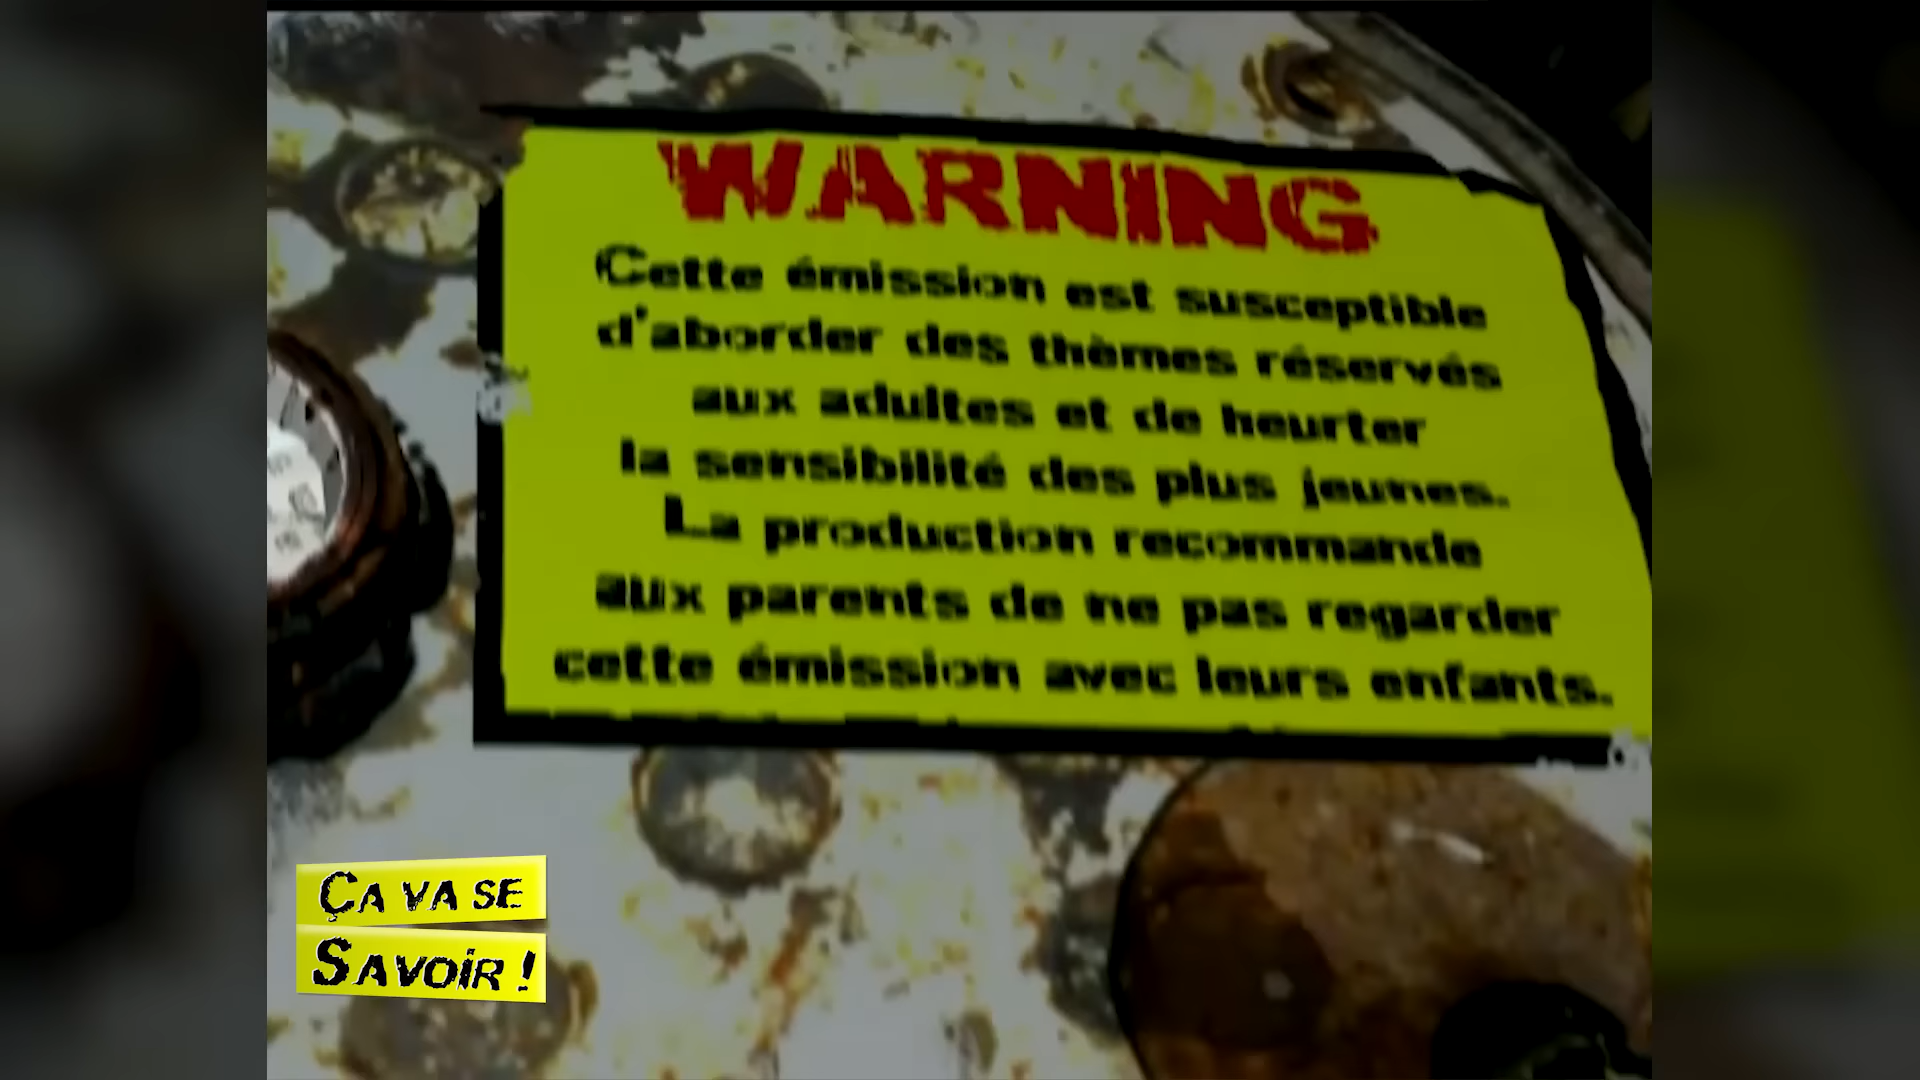 WARNING
Cette émission est susceptible
d'aborder des thèmes réservés
aux adultes et de heurter
la sensibilité des plus jeunes.
La production recommande
aux parents de ne pas regarder
cette émission avec leurs enfants.
ÇA VA SE
SAVOIR !